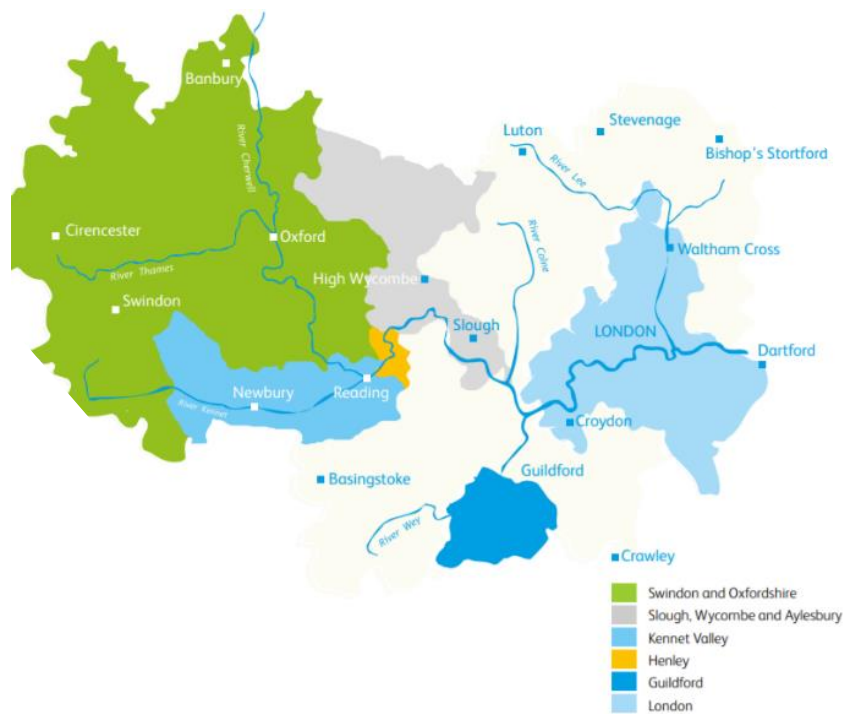 Banbury
River Cherwell
Luton
Stevenage
Bishop's Stortford
River Lee
Cirencester
Oxford
River Thames
River Colne
Waltham Cross
High Wycombe
Swindon
Slough
LONDON
Dartford
Newbury
Reading
River Kennet
Croydon
Basingstoke
Guildford
River Wey
Crawley
Swindon and Oxfordshire
Slough, Wycombe and Aylesbury
Kennet Valley
Henley
Guildford
London